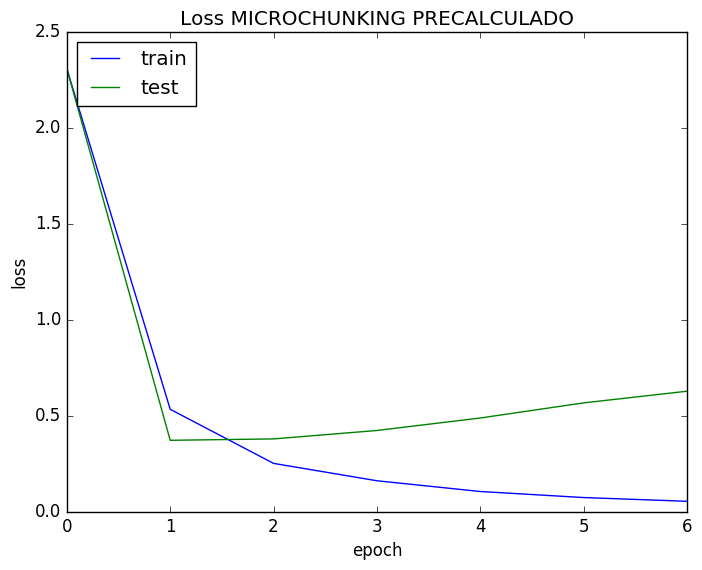 Loss MICROCHUNKING PRECALCULADO
2.5
train
test
2.0
1.5
loss
1.0
0.5
0.0
0 1 2 3 4 5 6
epoch